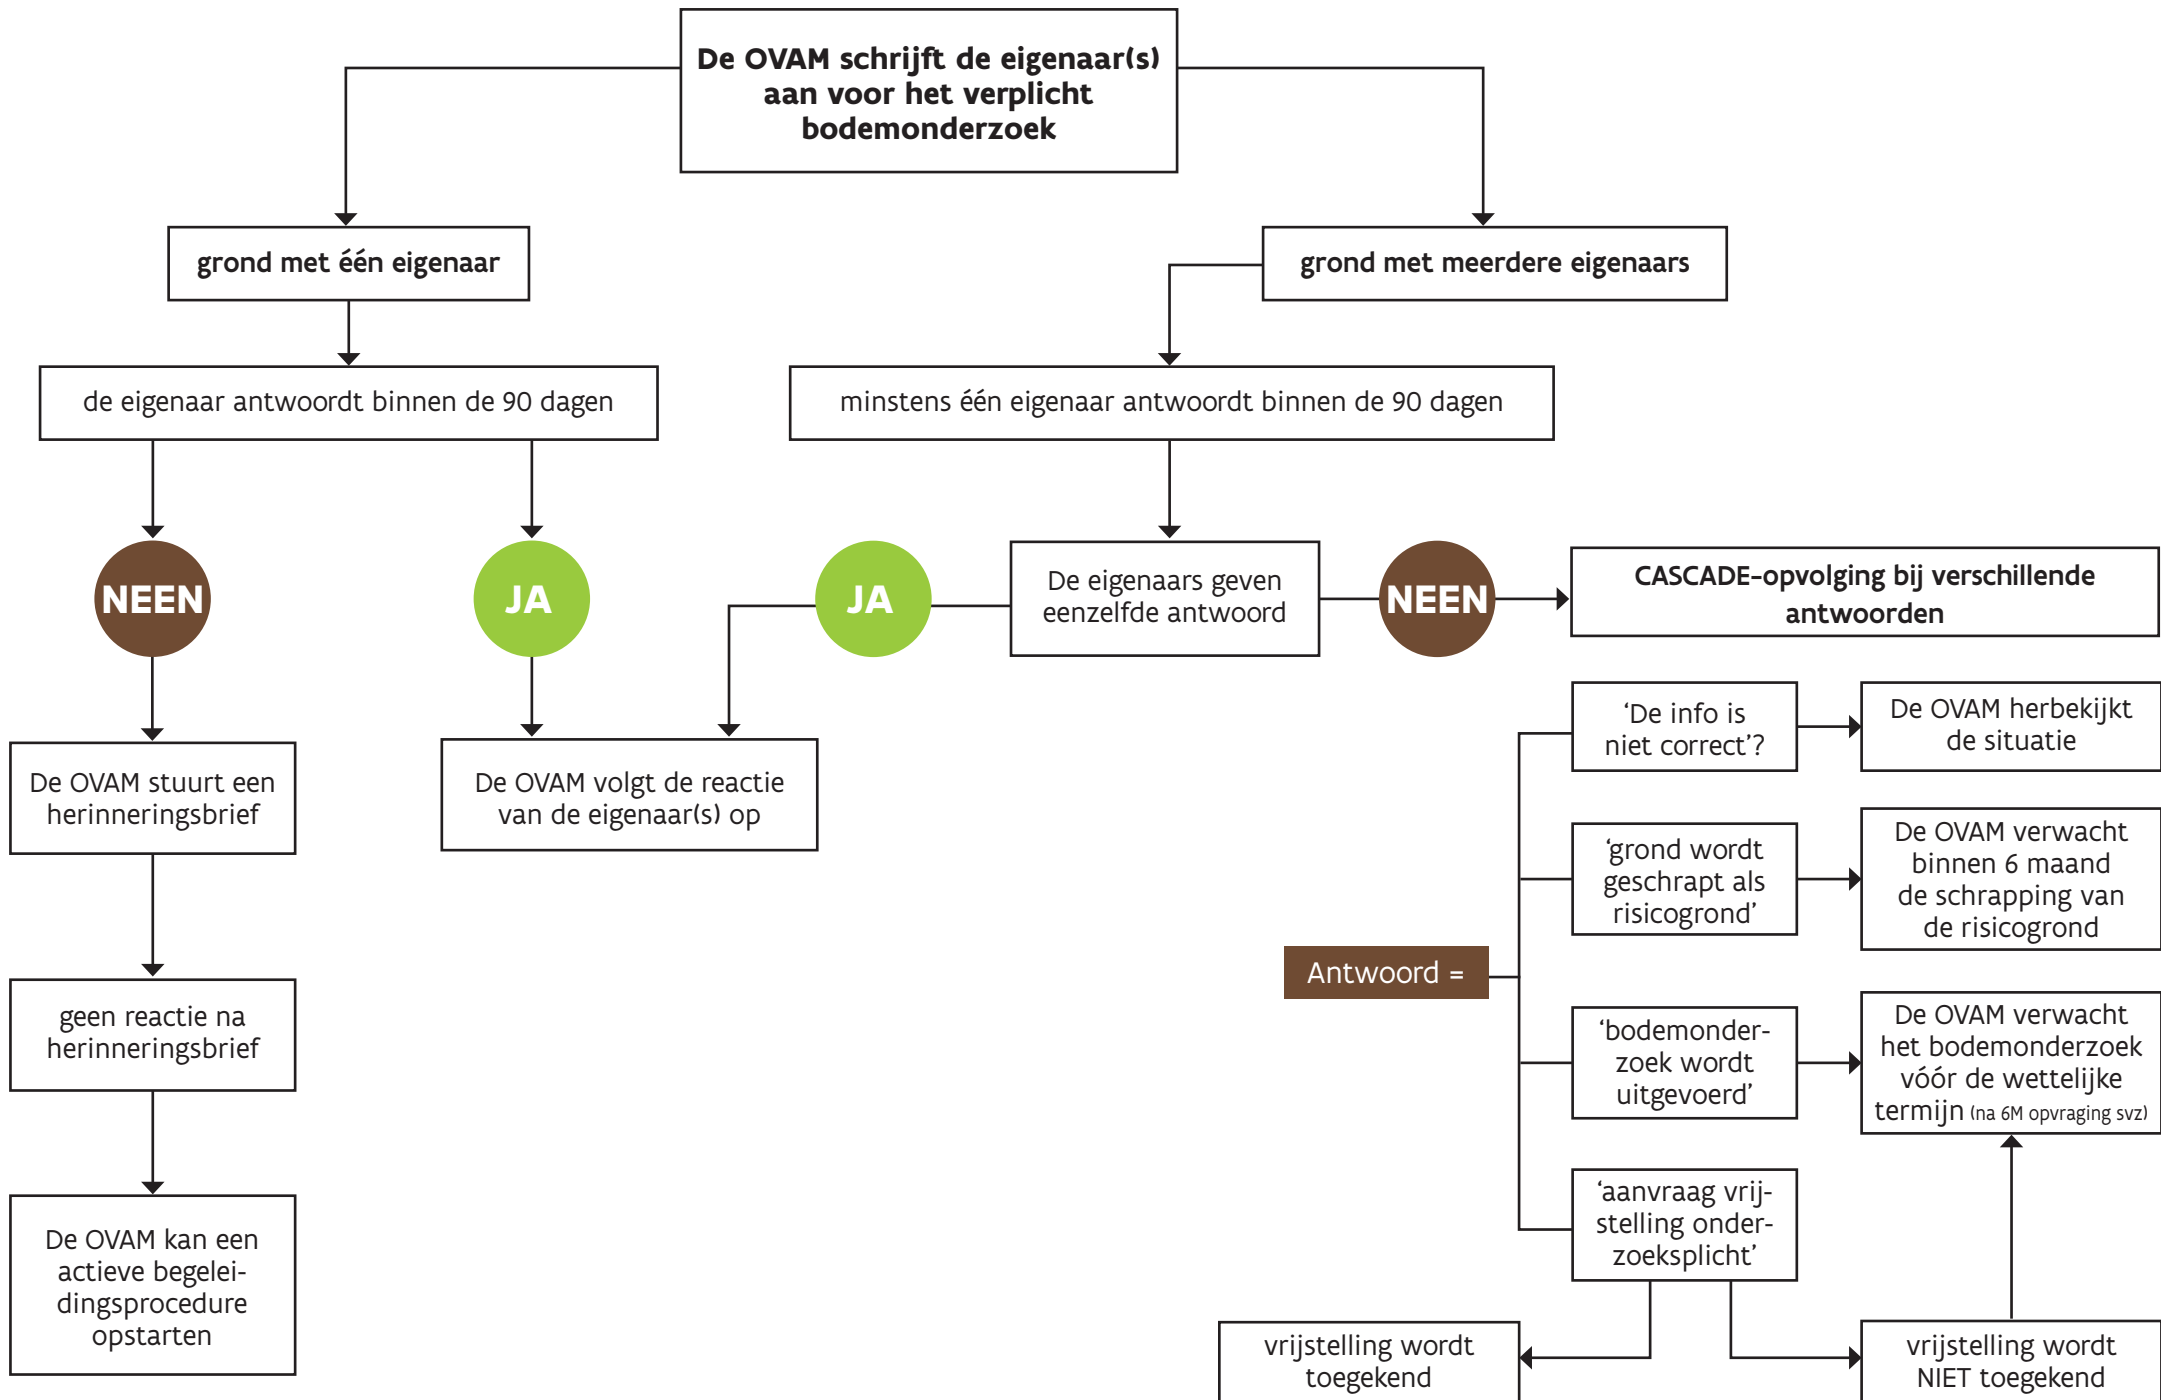 De OVAM schrijft de eigenaar(s)
aan voor het verplicht
bodemonderzoek
grond met één eigenaar
grond met meerdere eigenaars
de eigenaar antwoordt binnen de 90 dagen
minstens één eigenaar antwoordt binnen de 90 dagen
NEEN
JA
JA
De eigenaars geven
eenzelfde antwoord
NEEN
CASCADE-opvolging bij verschillende
antwoorden
De OVAM stuurt een
herinneringsbrief
De OVAM volgt de reactie
van de eigenaar(s) op
geen reactie na
herinneringsbrief
De OVAM kan een
actieve begelei-
dingsprocedure
opstarten
Antwoord =
‘De info is
niet correct’?
De OVAM herbekijkt
de situatie
‘grond wordt
geschrapt als
risicogrond’
De OVAM verwacht
binnen 6 maand
de schrapping van
de risicogrond
‘bodemonder-
zoek wordt
uitgevoerd’
De OVAM verwacht
het bodemonderzoek
vóór de wettelijke
termijn (na 6M opvraging svz)
‘aanvraag vrij-
stelling onder-
zoeksplicht’
vrijstelling wordt
toegekend
vrijstelling wordt
NIET toegekend